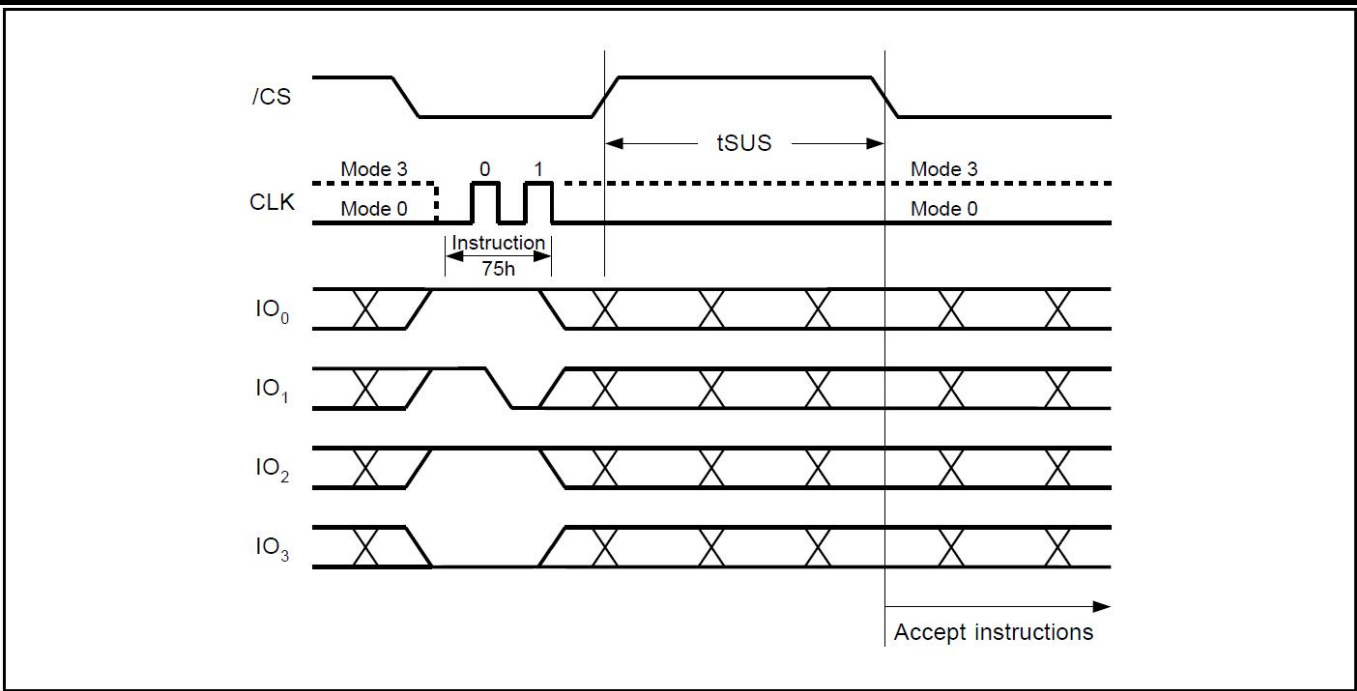 /CS
tSUS
Mode 3 0 1 Mode 3
CLK
Mode 0 Mode 0
Instruction
75h
IO0
IO1
IO2
IO3
Accept instructions